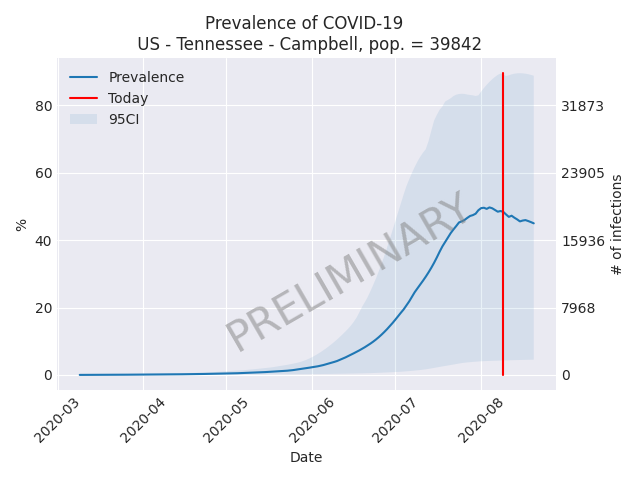 Prevalence of COVID-19
US - Tennessee - Campbell, pop. = 39842
Prevalence
Today
95CI
PRELIMINARY
%
80
60
40
20
0
31873
23905
15936
7968
0
# of infections
2020-03
2020-04
2020-05
2020-06
2020-07
2020-08
Date